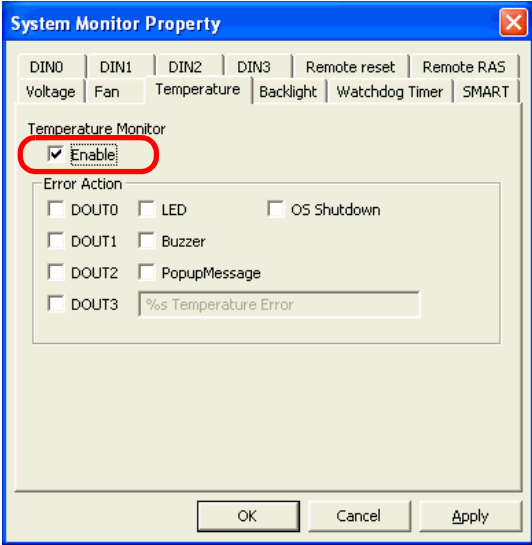 System Monitor Property
DIN0 DIN1 DIN2 DIN3 Remote reset Remote RAS
Voltage Fan Temperature Backlight Watchdog Timer SMART
Temperature Monitor
Enable
Error Action
DOUT0 LED OS Shutdown
DOUT1 Buzzer
DOUT2 PopupMessage
DOUT3 %s Temperature Error
OK Cancel Apply